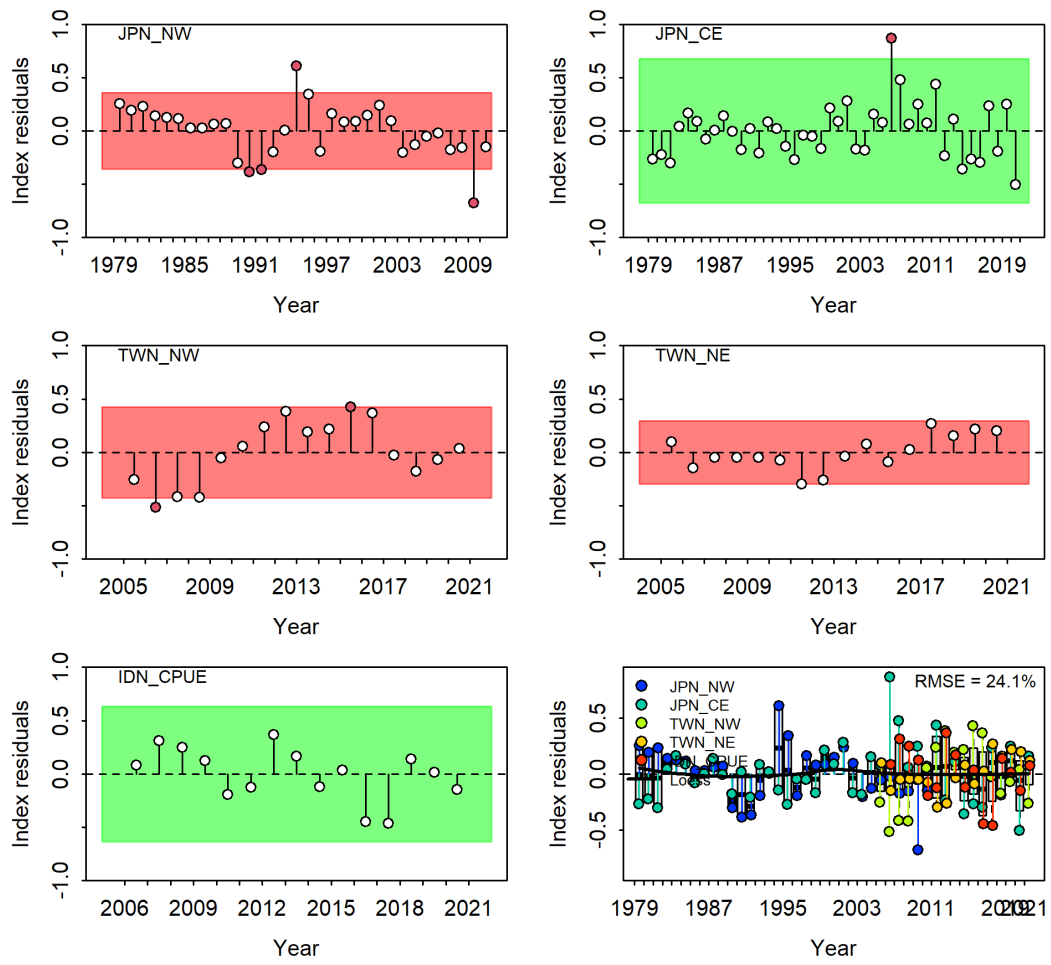 JPN_NW
Index residuals
1.0
0.5
0.0
-1.0
1979 1985 1991 1997 2003 2009
Year
JPN_CE
Index residuals
1.0
0.5
0.0
-1.0
1979 1987 1995 2003 2011 2019
Year
TWN_NW
Index residuals
1.0
0.5
0.0
-1.0
2005 2009 2013 2017 2021
Year
TWN_NE
Index residuals
1.0
0.5
0.0
-1.0
2005 2009 2013 2017 2021
Year
IDN_CPUE
Index residuals
1.0
0.5
0.0
-1.0
2006 2009 2012 2015 2018 2021
Year
RMSE = 24.1%
JPN_NW
JPN_CE
TWN_NW
TWN_NE
Loess
Index residuals
0.5
0.0
-0.5
1979 1987 1995 2003 2011 2019 2021
Year